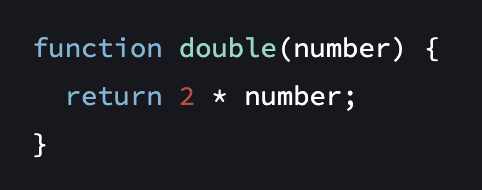 function double(number) {
  return 2 * number;
}